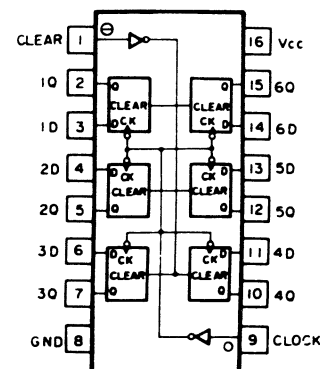 CLEAR 1 16 Vcc
1Q 2 Q Q 15 6Q
CLEAR CLEAR
1D 3 D CK CK D 14 6D
2D 4 D CK CK D 13 5D
CLEAR CLEAR
2Q 5 Q Q 12 5Q
3D 6 D CK CK D 11 4D
CLEAR CLEAR
3Q 7 Q Q 10 4Q
GND 8 9 CLOCK